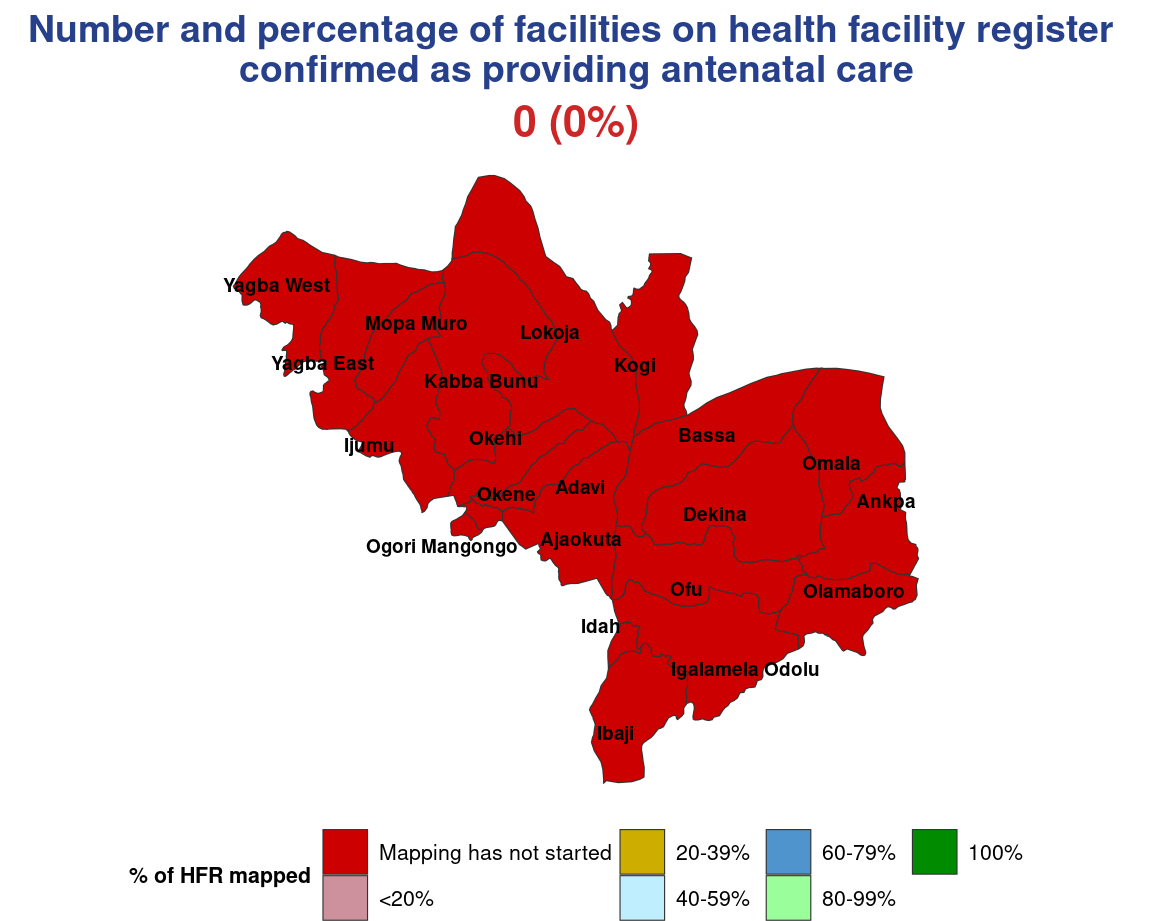 Number and percentage of facilities on health facility register
confirmed as providing antenatal care
0 (0%)
Yagba West
Mopa Muro
Lokoja
Yagba East
Kogi
Kabba Bunu
Bassa
Okehi
Ijumu
Omala
Adavi
Okene
Ankpa
Dekina
Ajaokuta
Ogori Mangongo
Ofu
Olamaboro
Idah
Igalamela Odolu
Ibaji
% of HFR mapped
Mapping has not started
<20%
20-39%
40-59%
60-79%
80-99%
100%